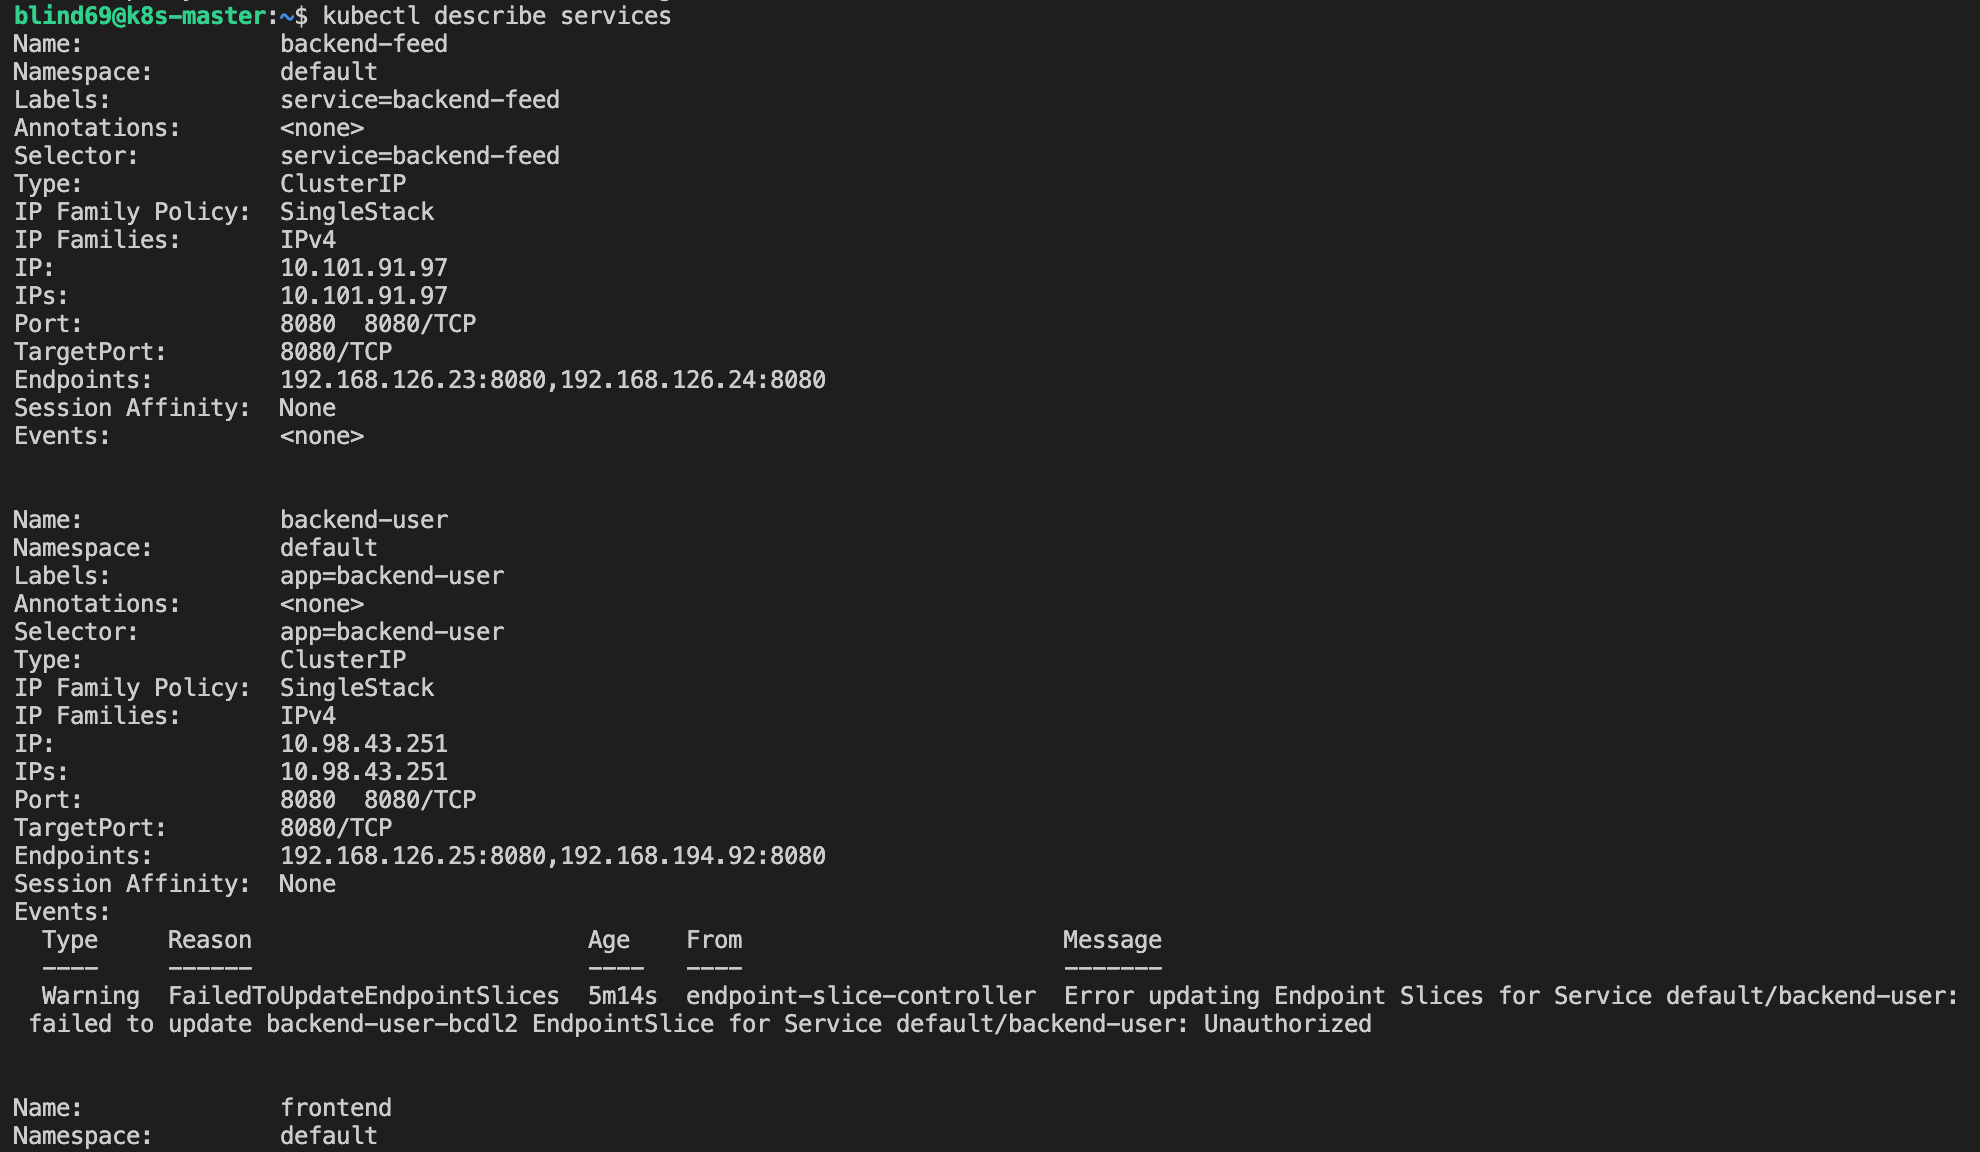 blind69@k8s-master:~$ kubectl describe services
Name:              backend-feed
Namespace:         default
Labels:            service=backend-feed
Annotations:       <none>
Selector:          service=backend-feed
Type:              ClusterIP
IP Family Policy:  SingleStack
IP Families:       IPv4
IP:                10.101.91.97
IPs:               10.101.91.97
Port:              8080  8080/TCP
TargetPort:        8080/TCP
Endpoints:         192.168.126.23:8080,192.168.126.24:8080
Session Affinity:  None
Events:            <none>
Name:              backend-user
Namespace:         default
Labels:            app=backend-user
Annotations:       <none>
Selector:          app=backend-user
Type:              ClusterIP
IP Family Policy:  SingleStack
IP Families:       IPv4
IP:                10.98.43.251
IPs:               10.98.43.251
Port:              8080  8080/TCP
TargetPort:        8080/TCP
Endpoints:         192.168.126.25:8080,192.168.194.92:8080
Session Affinity:  None
Events:
  Type     Reason                        Age    From                       Message
  ----     ------                        ----   ----                       -------
  Warning  FailedToUpdateEndpointSlices  5m14s  endpoint-slice-controller  Error updating Endpoint Slices for Service default/backend-user:
 failed to update backend-user-bcdl2 EndpointSlice for Service default/backend-user: Unauthorized
Name:              frontend
Namespace:         default